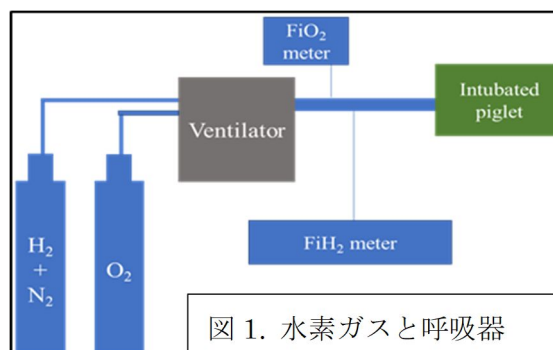 FiO₂
meter
Intubated
piglet
Ventilator
FiH₂ meter
H₂
+
N₂
O₂
図 1. 水素ガスと呼吸器